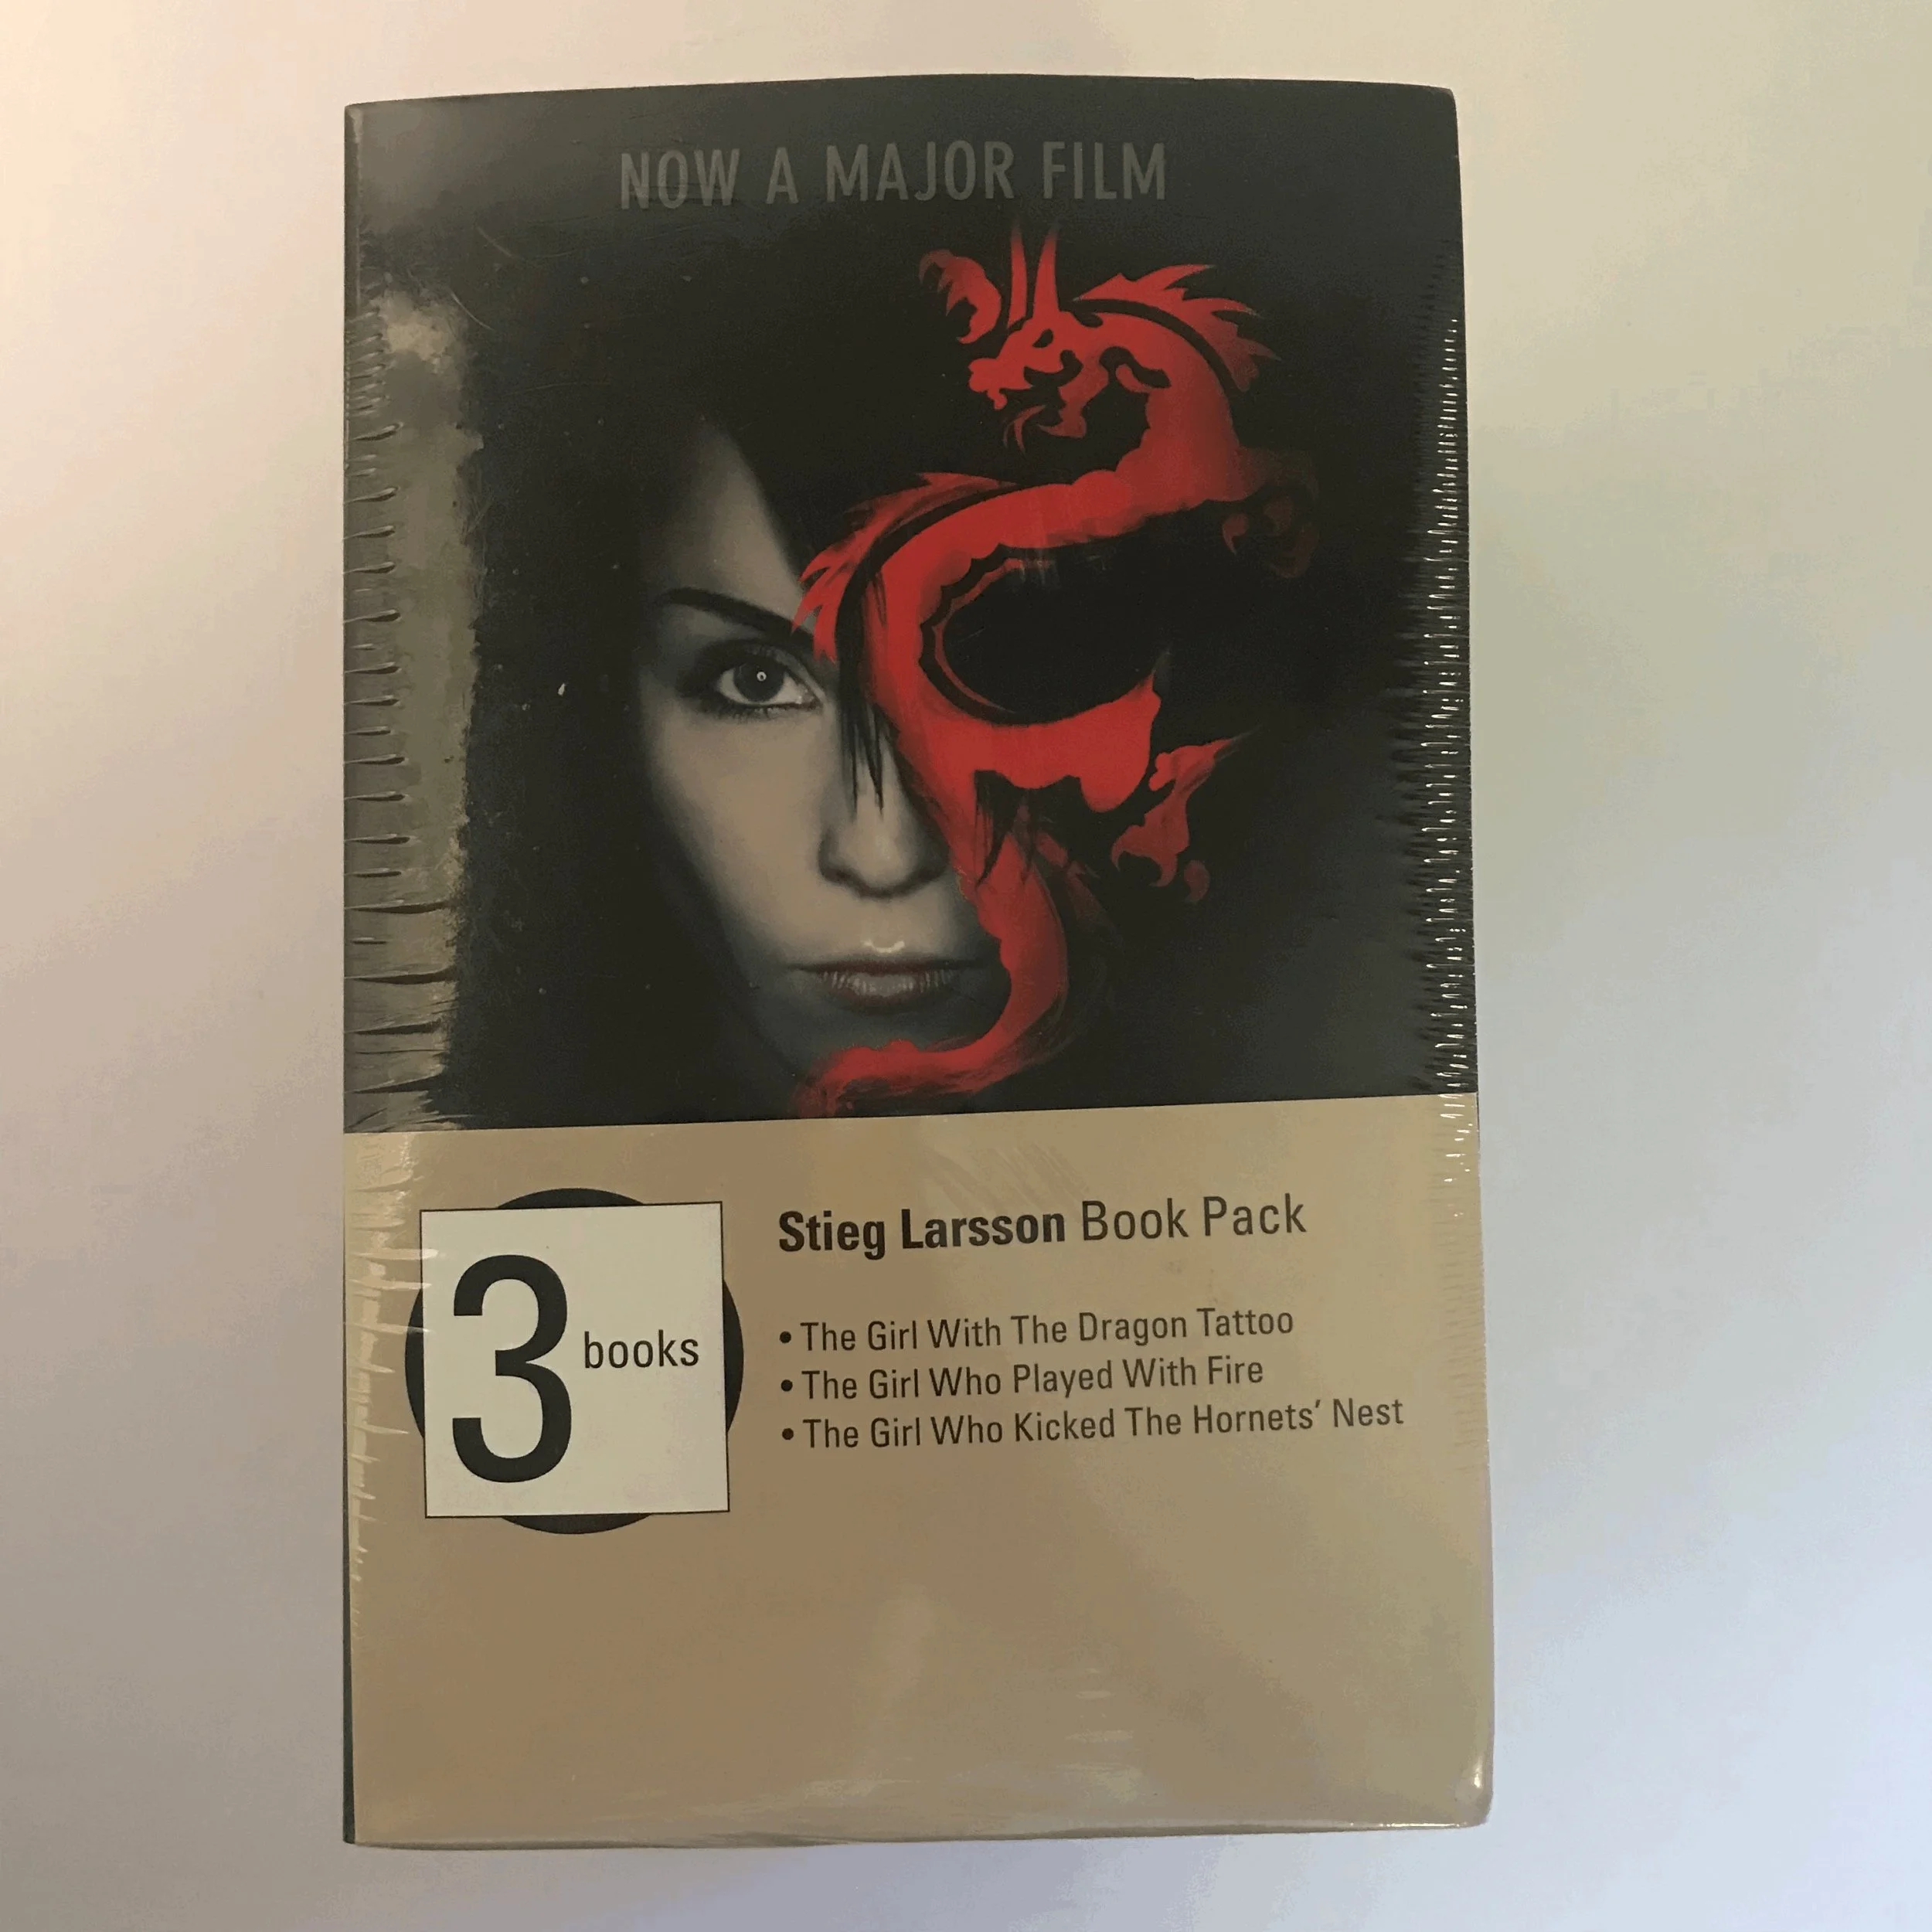 NOW A MAJOR FILM
3 books
Stieg Larsson Book Pack
• The Girl With The Dragon Tattoo
• The Girl Who Played With Fire
• The Girl Who Kicked The Hornets’ Nest